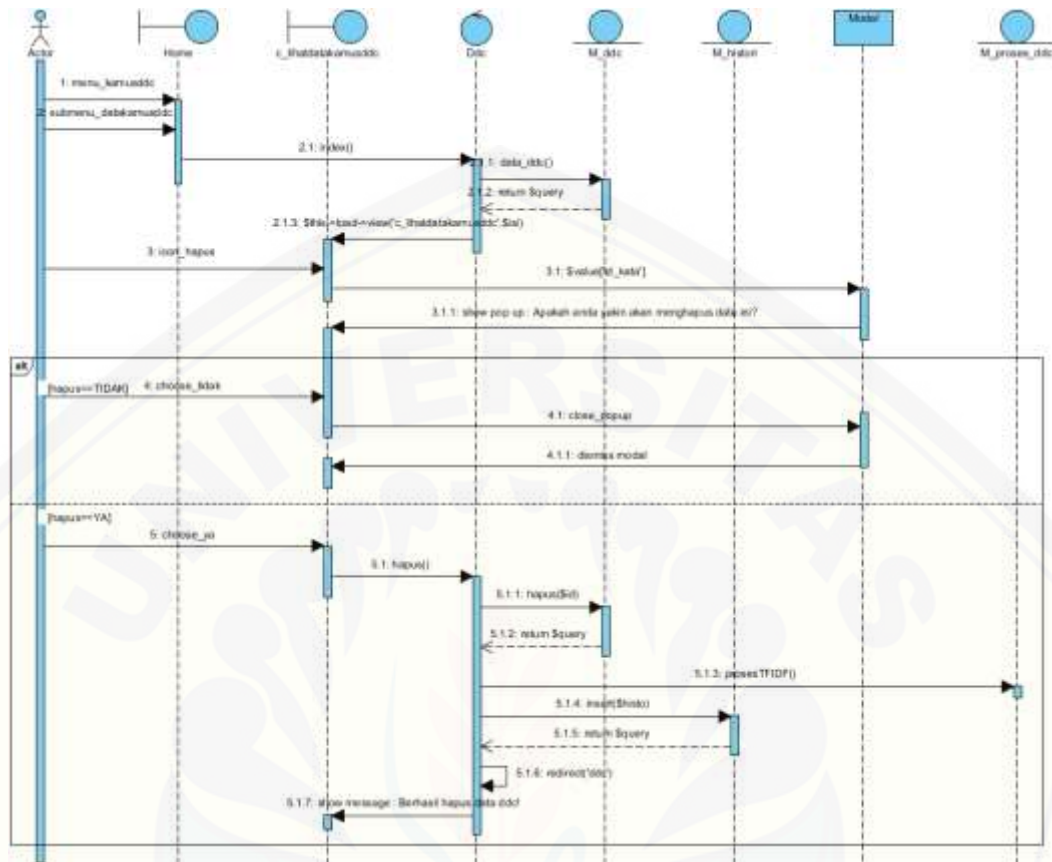 Actor
Home
c_lihatdatakamusddc
Ddc
M_ddc
M_histori
Modal
M_proses_ddc
1: menu_kamusddc
2: submenu_datakamusddc
2.1: index()
2.1.1: data_ddc()
2.1.2: return $query
2.1.3: $this->load->view('c_lihatdatakamusddc',$isi)
3: icon_hapus
3.1: $value['id_kata']
3.1.1: show pop up : Apakah anda yakin akan menghapus data ini?
alt
[hapus==TIDAK]
4: choose_tidak
4.1: close_popup
4.1.1: dismiss modal
[hapus==YA]
5: choose_ya
5.1: hapus()
5.1.1: hapus($id)
5.1.2: return $query
5.1.3: prosesTFIDF()
5.1.4: insert($histo)
5.1.5: return $query
5.1.6: redirect('ddc')
5.1.7: show message : Berhasil hapus data ddc!
UNIVERSITAS